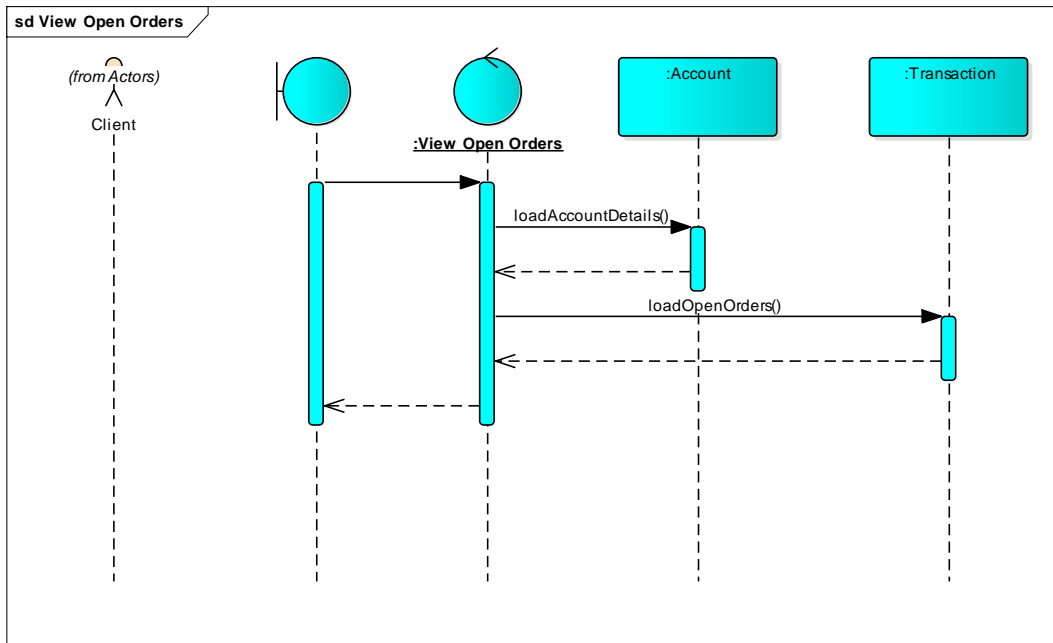 sd View Open Orders
(from Actors)
Client
:View Open Orders
:Account
:Transaction
loadAccountDetails()
loadOpenOrders()